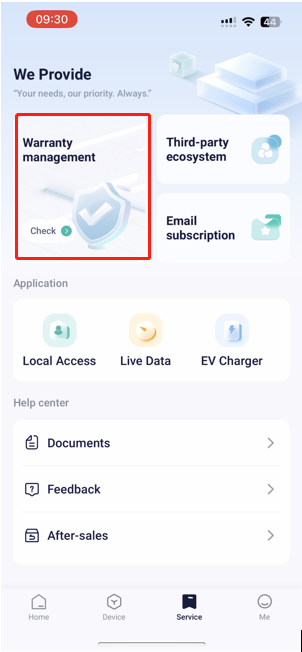 09:30
44
We Provide
"Your needs, our priority. Always."
Warranty
management
Check
Third-party
ecosystem
Email
subscription
Application
Local Access
Live Data
EV Charger
Help center
Documents
Feedback
After-sales
Home
Device
Service
Me